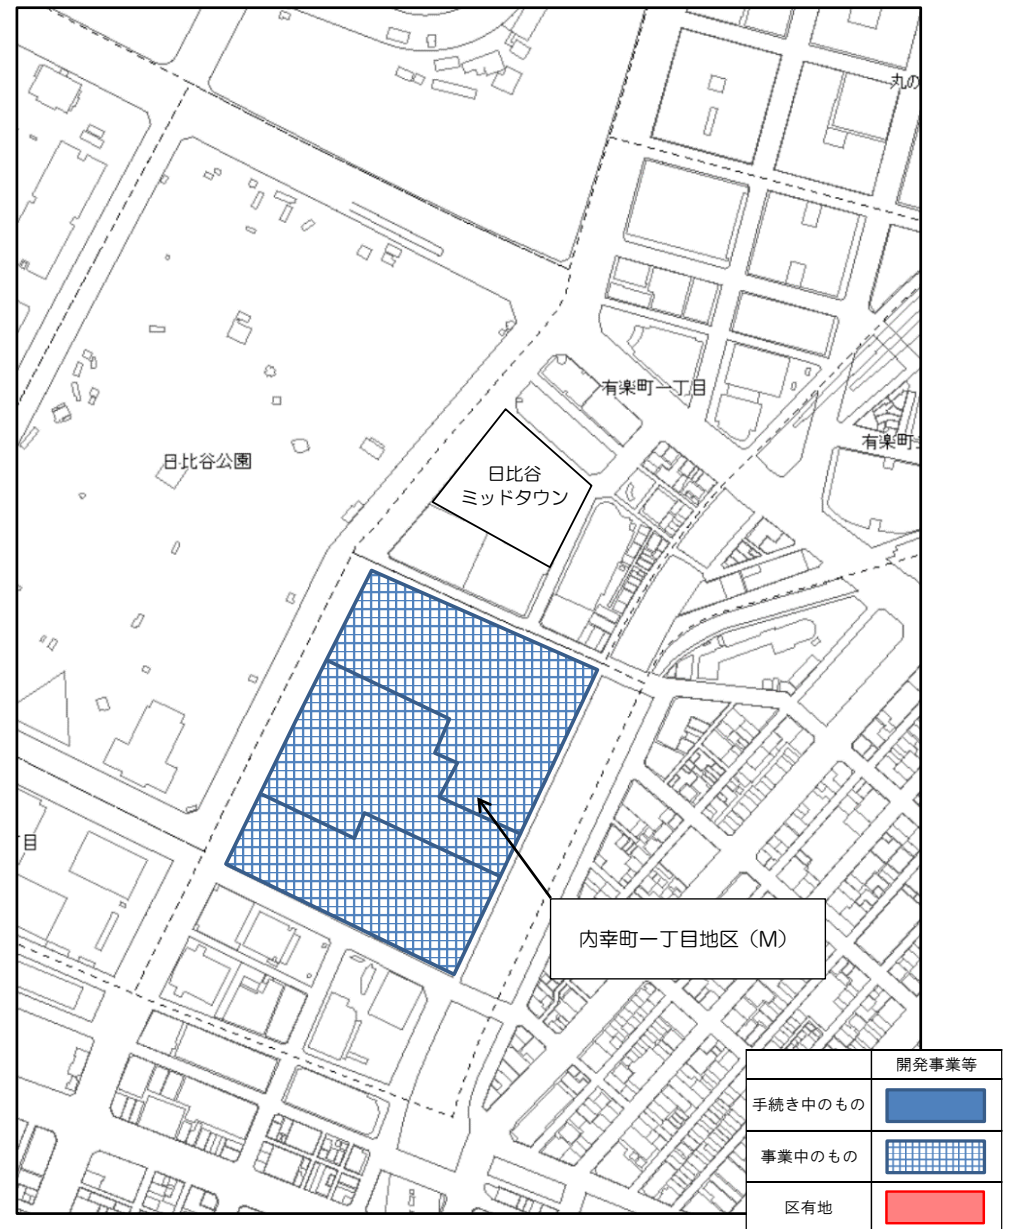 丸の
有楽町一丁目
有楽町
日比谷公園
日比谷
ミッドタウン
目
内幸町一丁目地区（M）
開発事業等
手続き中のもの
事業中のもの
区有地